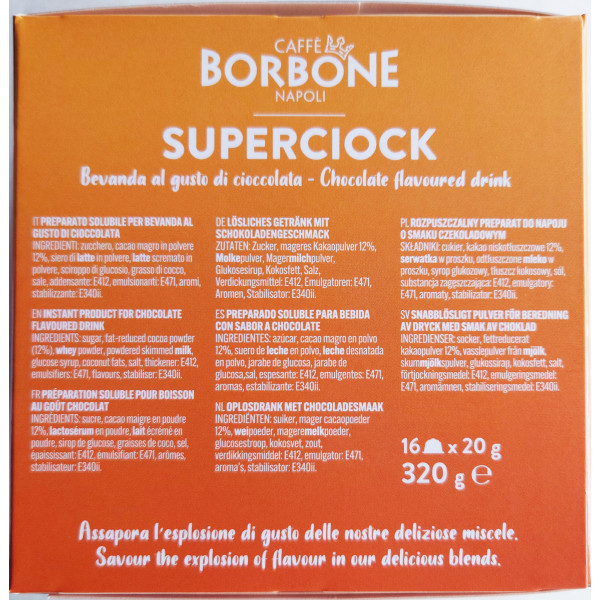 CAFFÈ
BORBONE
NAPOLI
SUPERCIOCK
Bevanda al gusto di cioccolata - Chocolate flavoured drink
IT PREPARATO SOLUBILE PER BEVANDA AL
GUSTO DI CIOCCOLATA
INGREDIENTI: zucchero, cacao magro in polvere
12%, siero di latte in polvere, latte scremato in
polvere, sciroppo di glucosio, grasso di cocco,
sale, addensante: E412, emulsionanti: E471, aromi,
stabilizzante: E340ii.
EN INSTANT PRODUCT FOR CHOCOLATE
FLAVOURED DRINK
INGREDIENTS: sugar, fat-reduced cocoa powder
(12%), whey powder, powdered skimmed milk,
glucose syrup, coconut fats, salt, thickener: E412,
emulsifiers: E471, flavours, stabiliser: E340ii.
FR PRÉPARATION SOLUBLE POUR BOISSON
AU GOÛT CHOCOLAT
INGRÉDIENTS: sucre, cacao maigre en poudre
12%, lactosérum en poudre, lait écrémé en
poudre, sirop de glucose, graisses de coco, sel,
épaississant: E412, émulsifiant: E471, arômes,
stabilisateur: E340ii.
DE LÖSLICHES GETRÄNK MIT
SCHOKOLADENGESCHMACK
ZUTATEN: Zucker, mageres Kakaopulver 12%,
Molkepulver, Magermilchpulver,
Glukosesirup, Kokosfett, Salz,
Verdickungsmittel: E412, Emulgatoren: E471,
Aromen, Stabilisator: E340ii.
ES PREPARADO SOLUBLE PARA BEBIDA
CON SABOR A CHOCOLATE
INGREDIENTES: azúcar, cacao magro en polvo
12%, suero de leche en polvo, leche desnatada
en polvo, jarabe de glucosa, jarabe de
glucosa,sal, espesante: E412, emulgentes: E471,
aromas, estabilizante: E340ii.
NL OPLOSDRANK MET CHOCOLADESMAAK
INGREDIËNTEN: suiker, mager cacaopoeder
12%, weipoeder, mageremelkpoeder,
glucosestroop, kokosvet, zout,
verdikkingsmiddel: E412, emulgator: E471,
aroma's, stabilisator: E340ii.
PL ROZPUSZCZALNY PREPARAT DO NAPOJU
O SMAKU CZEKOLADOWYM
SKŁADNIKI: cukier, kakao niskotłuszczowe 12%,
serwatka w proszku, odtłuszczone mleko w
proszku, syrop glukozowy, tłuszcz kokosowy, sól,
substancja zagęszczająca: E412, emulgatory:
E471, aromaty, stabilizator: E340ii.
SV SNABBLÖSLIGT PULVER FÖR BEREDNING
AV DRYCK MED SMAK AV CHOKLAD
INGREDIENSER: socker, fettreducerat
kakaopulver 12%, vasslepulver från mjölk,
skummjölkspulver, glukossirap, kokosfett, salt,
förtjockningsmedel: E412, emulgeringsmedel:
E471, aromämnen, stabiliseringsmedel: E340ii.
16 x 20 g
320 g ℮
Assapora l'esplosione di gusto delle nostre deliziose miscele.
Savour the explosion of flavour in our delicious blends.